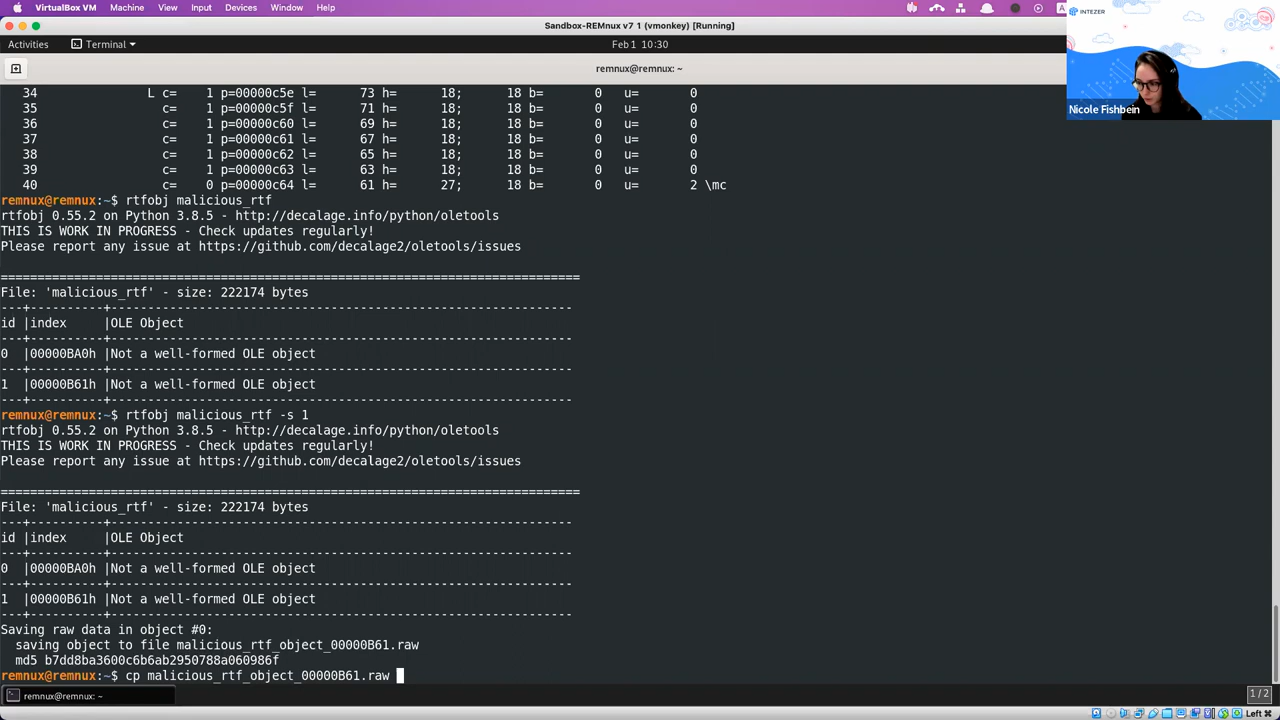 VirtualBox VM Machine View Input Devices Window Help
Sandbox-REMnux v7 1 (vmonkey) [Running]
INTEZER
Activities Terminal Feb 1 10:30
remnux@remnux: ~
Nicole Fishbein
34 L c= 1 p=00000c5e l= 73 h= 18; 18 b= 0 u= 0
35 c= 1 p=00000c5f l= 71 h= 18; 18 b= 0 u= 0
36 c= 1 p=00000c60 l= 69 h= 18; 18 b= 0 u= 0
37 c= 1 p=00000c61 l= 67 h= 18; 18 b= 0 u= 0
38 c= 1 p=00000c62 l= 65 h= 18; 18 b= 0 u= 0
39 c= 1 p=00000c63 l= 63 h= 18; 18 b= 0 u= 0
40 c= 0 p=00000c64 l= 61 h= 27; 18 b= 0 u= 2 \mc
remnux@remnux:~$ rtfobj malicious_rtf
rtfobj 0.55.2 on Python 3.8.5 - http://decalage.info/python/oletools
THIS IS WORK IN PROGRESS - Check updates regularly!
Please report any issue at https://github.com/decalage2/oletools/issues
===============================================================================
File: 'malicious_rtf' - size: 222174 bytes
---+----------+---------------------------------------------------------------
id |index |OLE Object
---+----------+---------------------------------------------------------------
0 |00000BA0h |Not a well-formed OLE object
---+----------+---------------------------------------------------------------
1 |00000B61h |Not a well-formed OLE object
---+----------+---------------------------------------------------------------
remnux@remnux:~$ rtfobj malicious_rtf -s 1
rtfobj 0.55.2 on Python 3.8.5 - http://decalage.info/python/oletools
THIS IS WORK IN PROGRESS - Check updates regularly!
Please report any issue at https://github.com/decalage2/oletools/issues
===============================================================================
File: 'malicious_rtf' - size: 222174 bytes
---+----------+---------------------------------------------------------------
id |index |OLE Object
---+----------+---------------------------------------------------------------
0 |00000BA0h |Not a well-formed OLE object
---+----------+---------------------------------------------------------------
1 |00000B61h |Not a well-formed OLE object
---+----------+---------------------------------------------------------------
Saving raw data in object #0:
saving object to file malicious_rtf_object_00000B61.raw
md5 b7dd8ba3600c6b6ab2950788a060986f
remnux@remnux:~$ cp malicious_rtf_object_00000B61.raw
remnux@remnux: ~ 1 / 2
Left ⌘